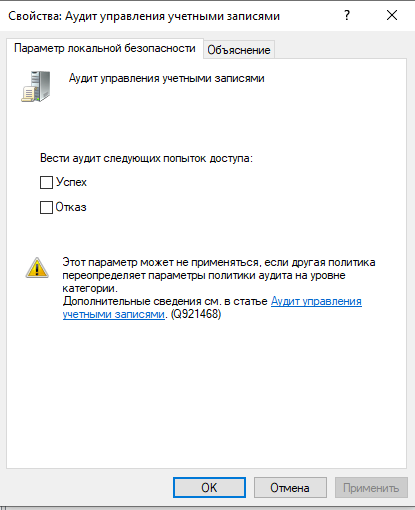 Свойства: Аудит управления учетными записями
Параметр локальной безопасности
Объяснение
Аудит управления учетными записями
Вести аудит следующих попыток доступа:
Успех
Отказ
Этот параметр может не применяться, если другая политика
переопределяет параметры политики аудита на уровне
категории.
Дополнительные сведения см. в статье Аудит управления
учетными записями. (Q921468)
OK
Отмена
Применить